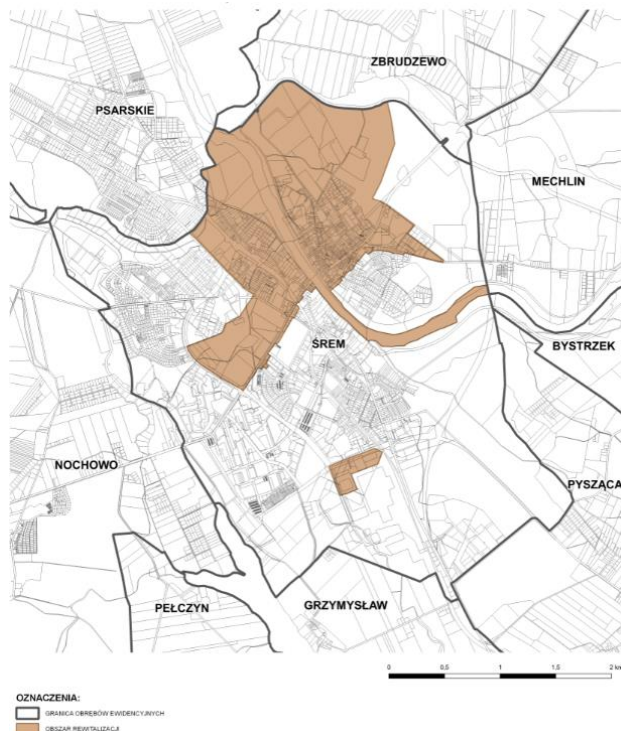 ZBRUDZEWO
PSARSKIE
MECHLIN
ŚREM
BYSTRZEK
NOCHOWO
PYSZĄCA
PEŁCZYN
GRZYMYSŁAW
0 0,5 1 1,5 2 km
OZNACZENIA:
GRANICA OBRĘBÓW EWIDENCYJNYCH
OBSZAR REWITALIZACJI